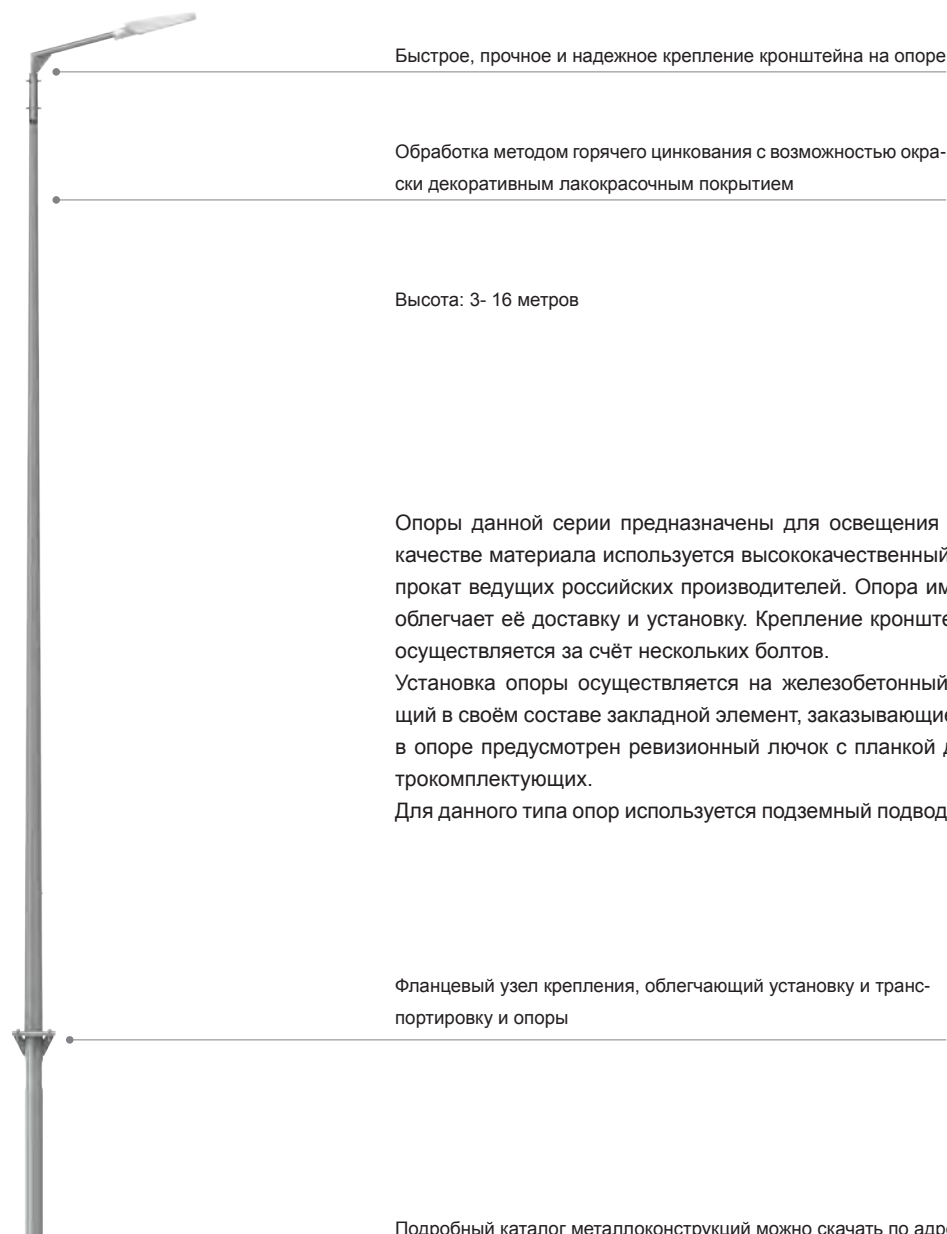 Быстрое, прочное и надежное крепление кронштейна на опоре
Обработка методом горячего цинкования с возможностью окра-
ски декоративным лакокрасочным покрытием
Высота: 3- 16 метров
Опоры данной серии предназначены для освещения
качестве материала используется высококачественный
прокат ведущих российских производителей. Опора
облегчает её доставку и установку. Крепление
осуществляется за счёт нескольких болтов.
Установка опоры осуществляется на железобетонный
щий в своём составе закладной элемент,
в опоре предусмотрен ревизионный лючок с планкой
трокомплектующих.
Для данного типа опор используется подземный подвод
Фланцевый узел крепления, облегчающий установку и транс-
портировку и опоры
Подробный каталог металлоконструкций можно скачать по